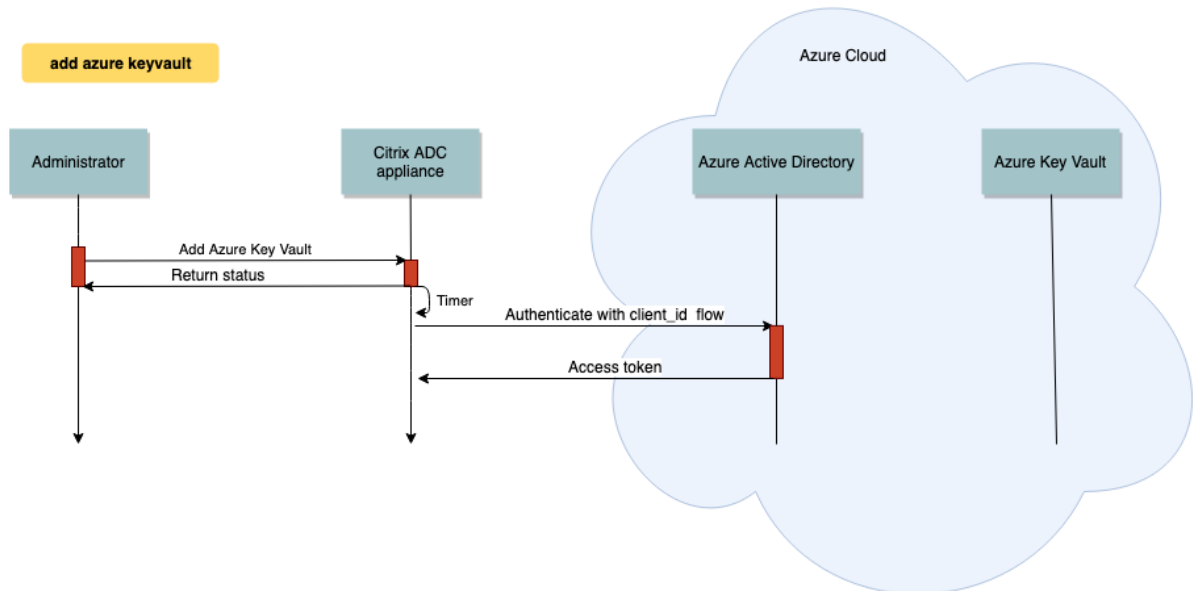 Azure Cloud
add azure keyvault
Administrator
Citrix ADC
appliance
Azure Active Directory
Azure Key Vault
Add Azure Key Vault
Return status
Timer
Authenticate with client_id  flow
Access token